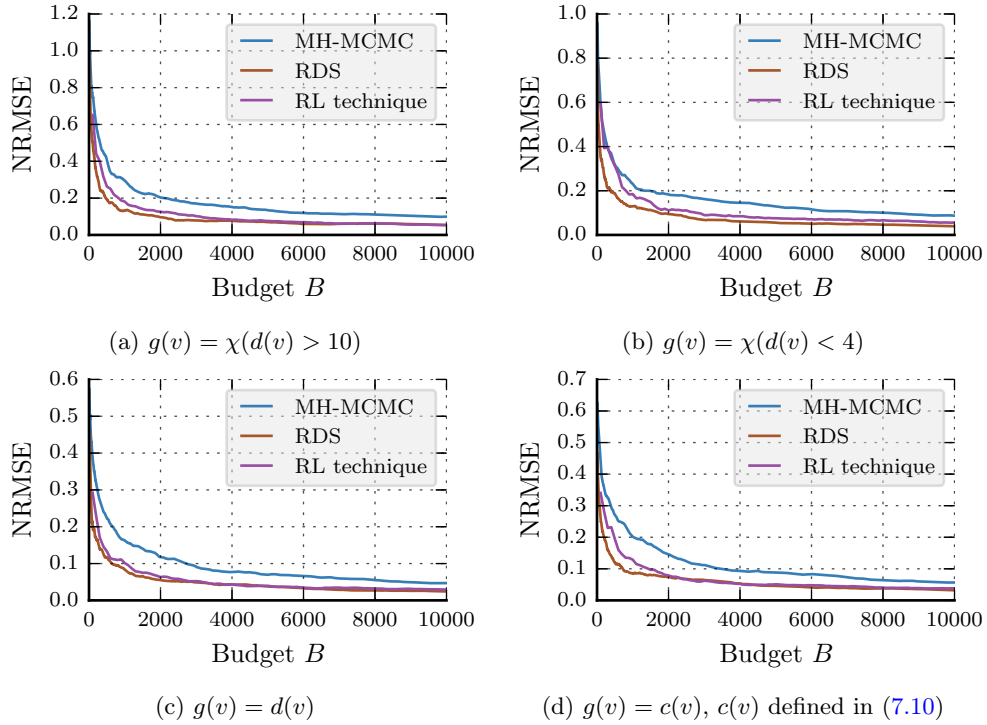 1.2
1.0
0.8
0.6
0.4
0.2
0.0
NRMSE
MH-MCMC
RDS
RL technique
0 2000 4000 6000 8000 10000
Budget B
(a) g(v) = χ(d(v) > 10)
1.0
0.8
0.6
0.4
0.2
0.0
NRMSE
MH-MCMC
RDS
RL technique
0 2000 4000 6000 8000 10000
Budget B
(b) g(v) = χ(d(v) < 4)
0.6
0.5
0.4
0.3
0.2
0.1
0.0
NRMSE
MH-MCMC
RDS
RL technique
0 2000 4000 6000 8000 10000
Budget B
(c) g(v) = d(v)
0.7
0.6
0.5
0.4
0.3
0.2
0.1
0.0
NRMSE
MH-MCMC
RDS
RL technique
0 2000 4000 6000 8000 10000
Budget B
(d) g(v) = c(v), c(v) defined in (7.10)